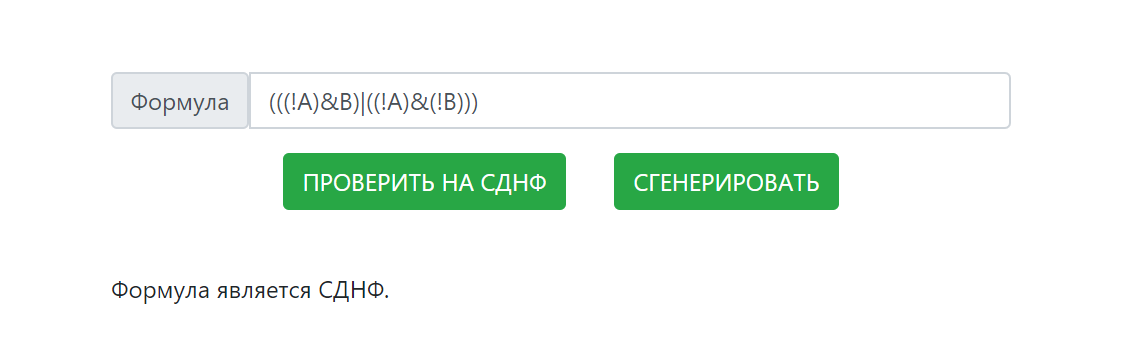 Формула (((!A)&B)|((!A)&(!B)))
ПРОВЕРИТЬ НА СДНФ СГЕНЕРИРОВАТЬ
Формула является СДНФ.